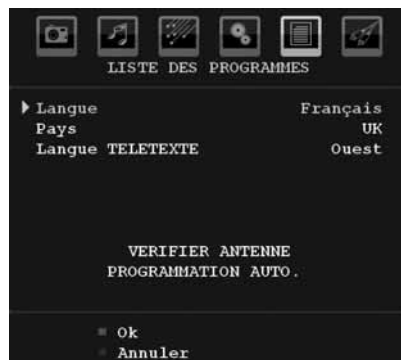 LISTE DES PROGRAMMES
Langue Français
Pays UK
Langue TELETEXTE Ouest
VERIFIER ANTENNE
PROGRAMMATION AUTO.
Ok
Annuler